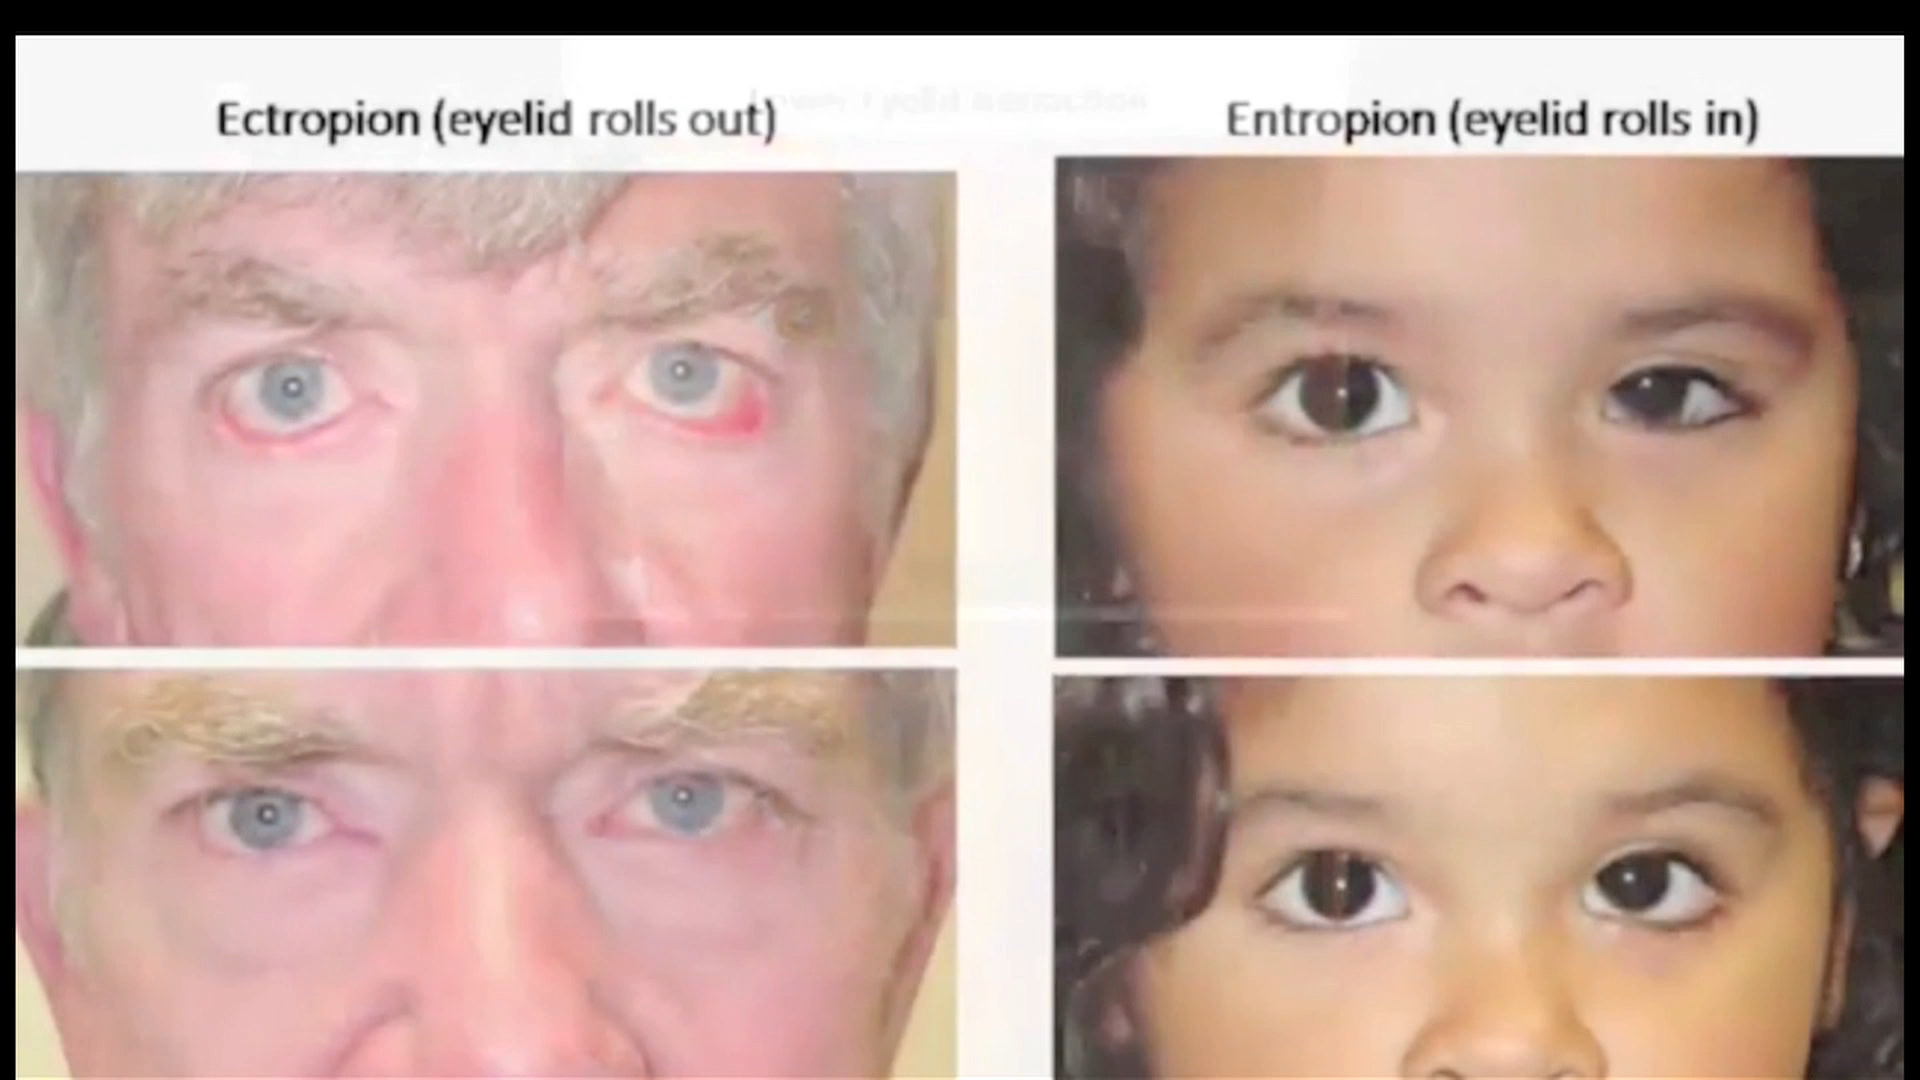 Ectropion (eyelid rolls out)
Entropion (eyelid rolls in)